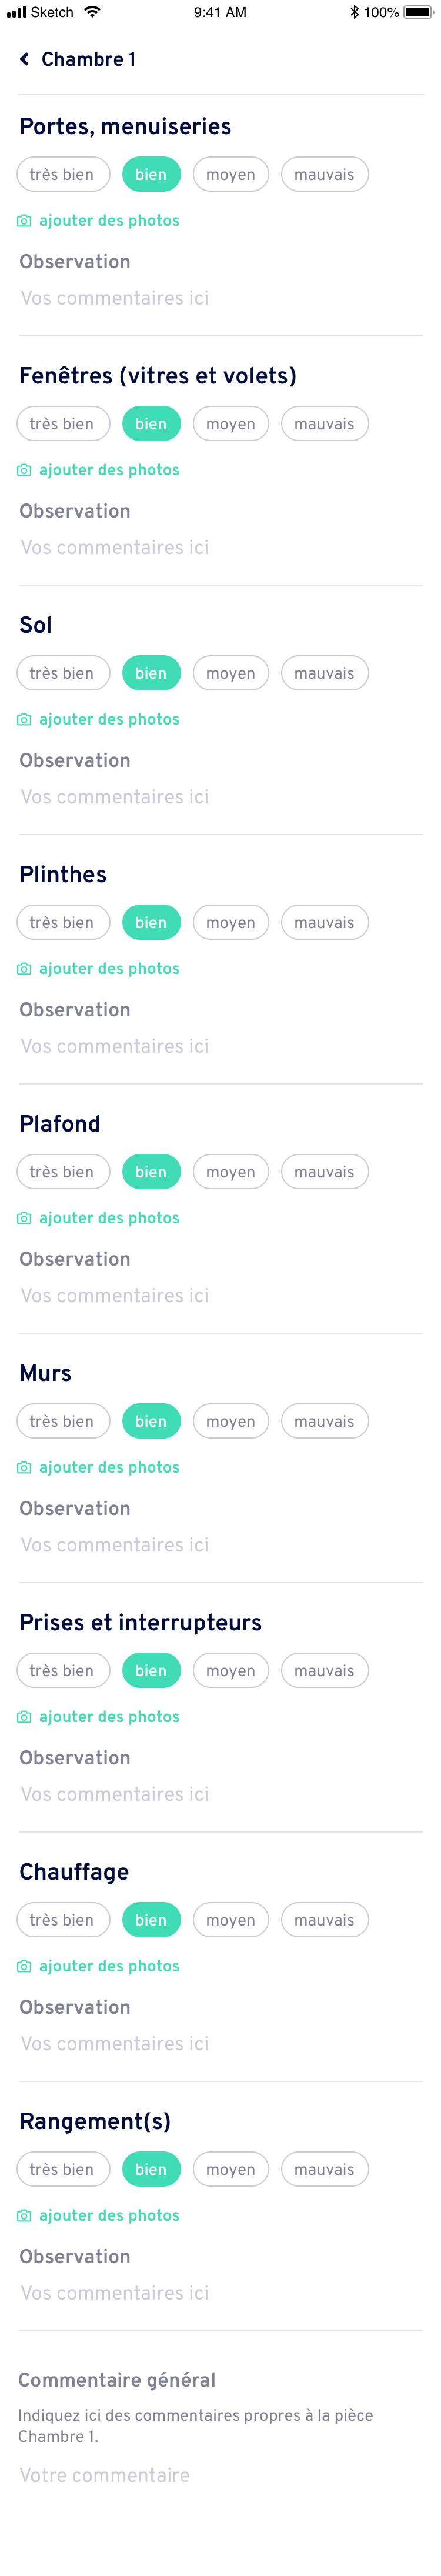 Sketch 9:41 AM 100%
Chambre 1
Portes, menuiseries
très bien bien moyen mauvais
ajouter des photos
Observation
Vos commentaires ici
Fenêtres (vitres et volets)
très bien bien moyen mauvais
ajouter des photos
Observation
Vos commentaires ici
Sol
très bien bien moyen mauvais
ajouter des photos
Observation
Vos commentaires ici
Plinthes
très bien bien moyen mauvais
ajouter des photos
Observation
Vos commentaires ici
Plafond
très bien bien moyen mauvais
ajouter des photos
Observation
Vos commentaires ici
Murs
très bien bien moyen mauvais
ajouter des photos
Observation
Vos commentaires ici
Prises et interrupteurs
très bien bien moyen mauvais
ajouter des photos
Observation
Vos commentaires ici
Chauffage
très bien bien moyen mauvais
ajouter des photos
Observation
Vos commentaires ici
Rangement(s)
très bien bien moyen mauvais
ajouter des photos
Observation
Vos commentaires ici
Commentaire général
Indiquez ici des commentaires propres à la pièce
Chambre 1.
Votre commentaire